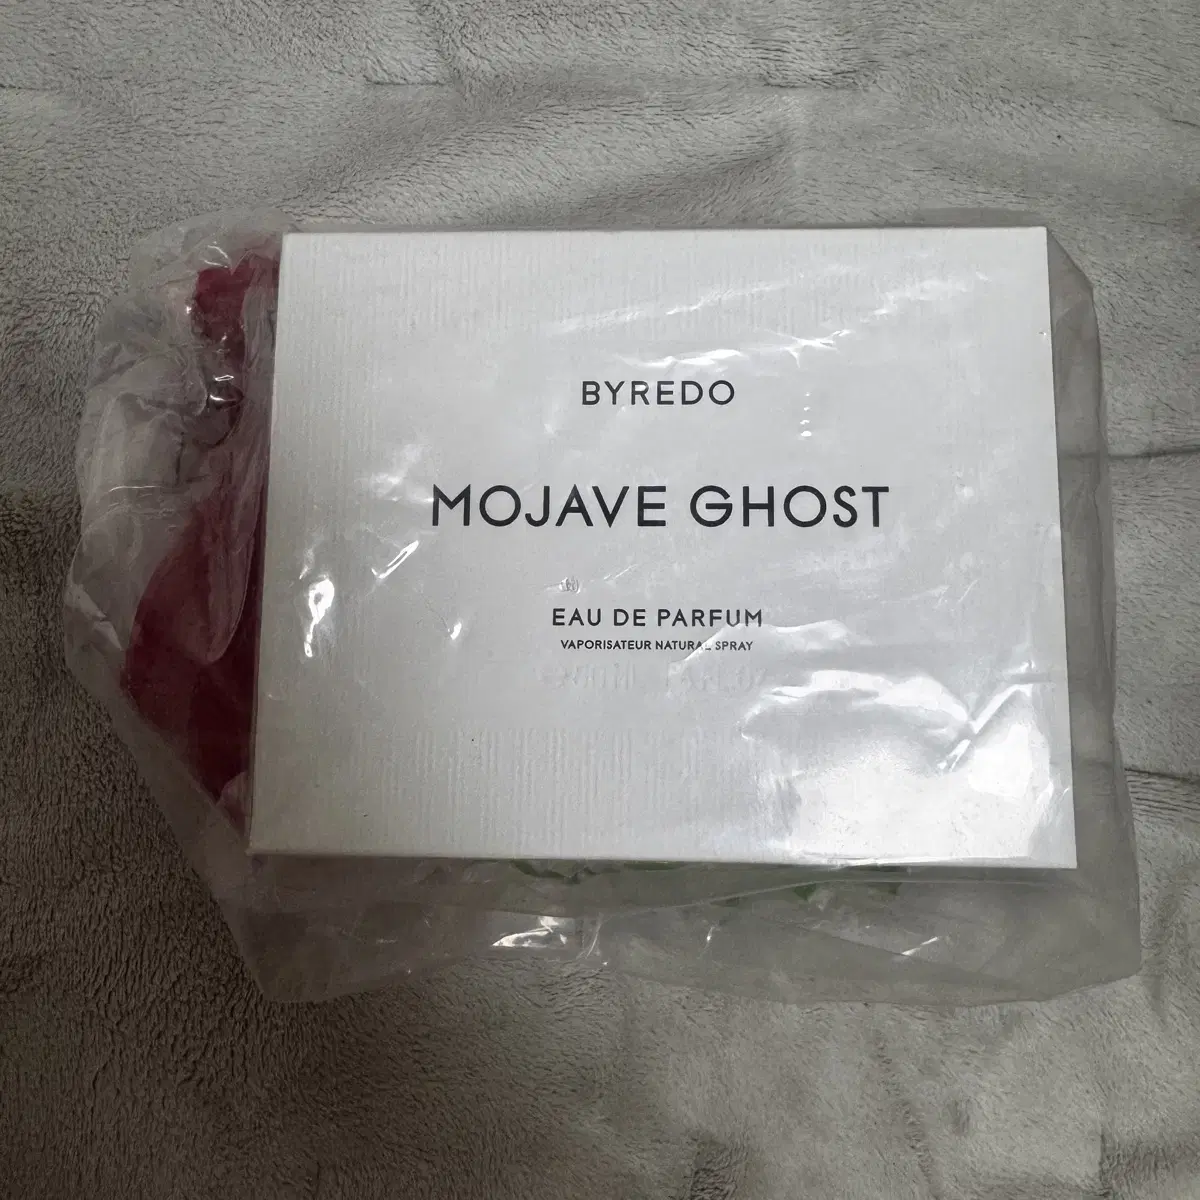 BYREDO
MOJAVE GHOST
EAU DE PARFUM
VAPORISATEUR NATURAL SPRAY